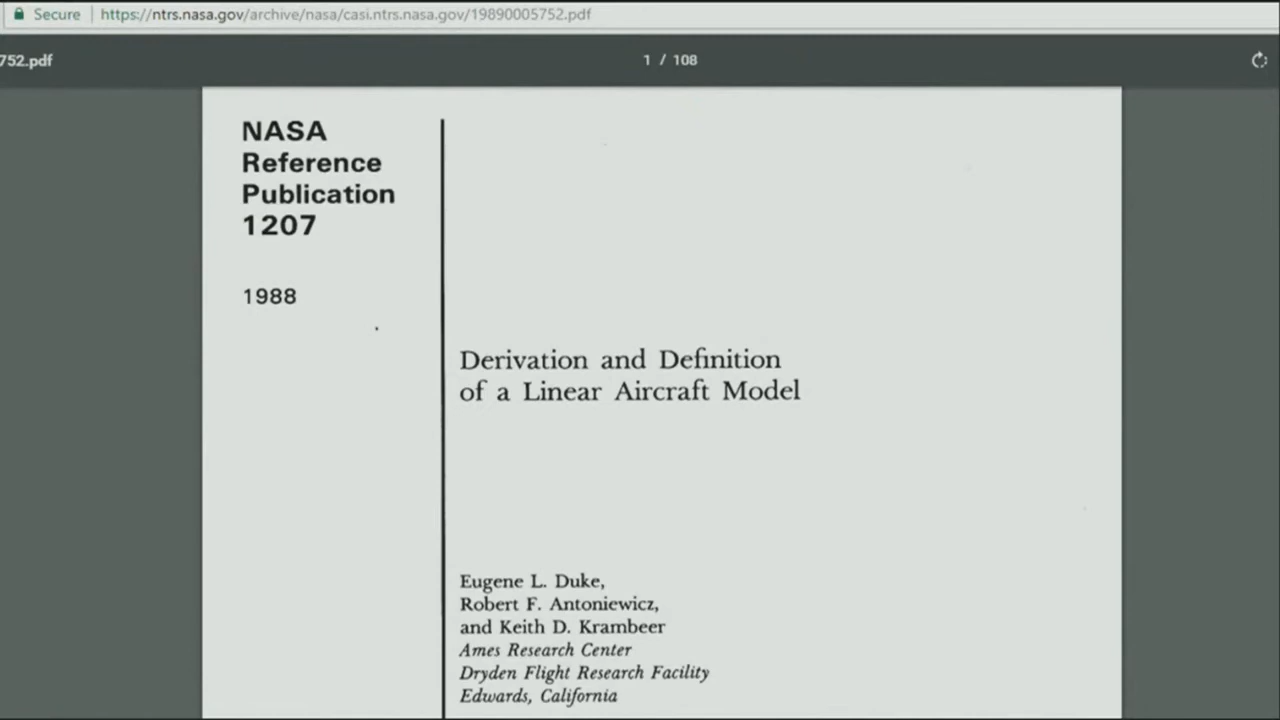 Secure https://ntrs.nasa.gov/archive/nasa/casi.ntrs.nasa.gov/19890005752.pdf
752.pdf
1 / 108
NASA
Reference
Publication
1207
1988
Derivation and Definition
of a Linear Aircraft Model
Eugene L. Duke,
Robert F. Antoniewicz,
and Keith D. Krambeer
Ames Research Center
Dryden Flight Research Facility
Edwards, California